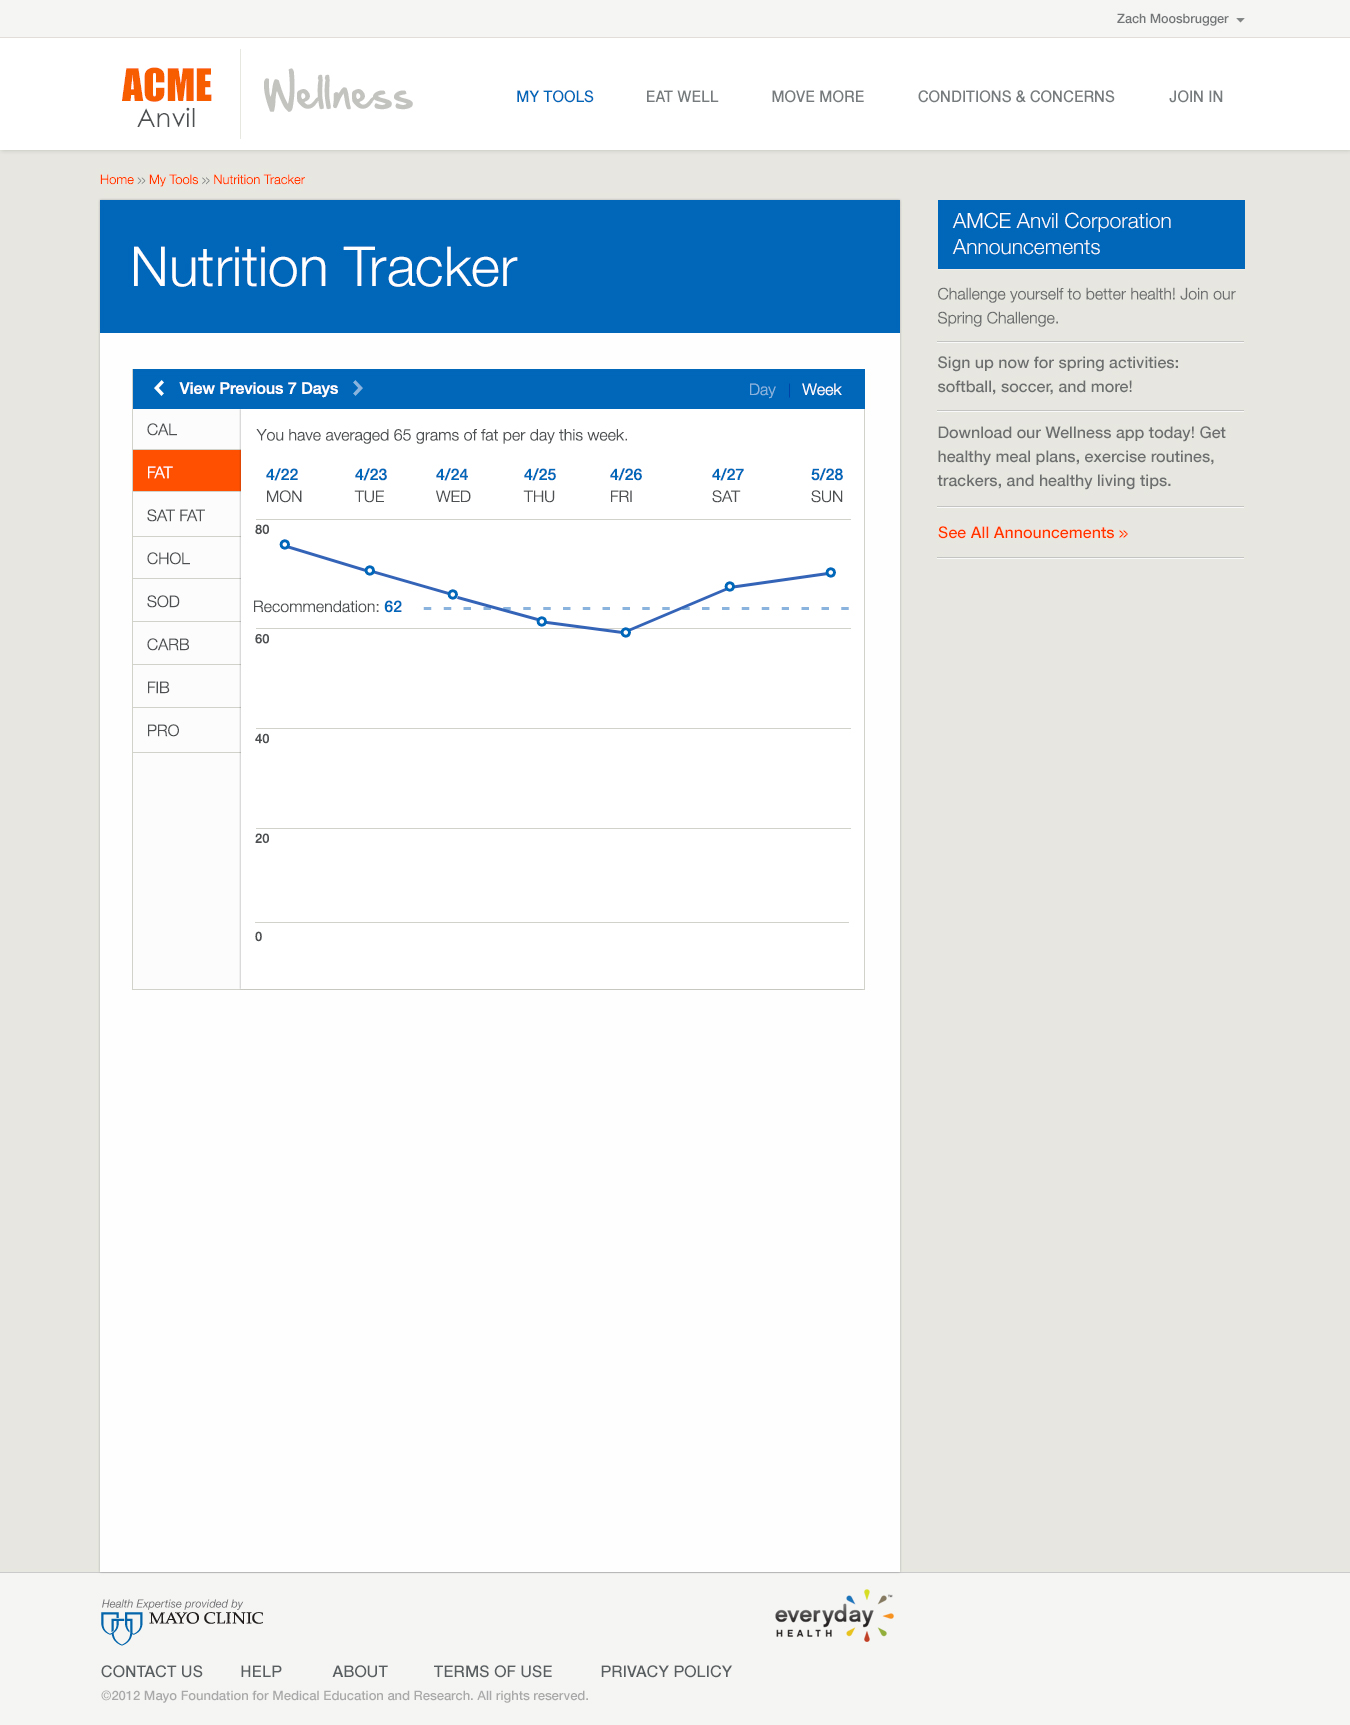 Zach Moosbrugger
ACME
Anvil
Wellness
MY TOOLS
EAT WELL
MOVE MORE
CONDITIONS & CONCERNS
JOIN IN
Home » My Tools » Nutrition Tracker
Nutrition Tracker
View Previous 7 Days
Day
Week
CAL
FAT
SAT FAT
CHOL
SOD
CARB
FIB
PRO
You have averaged 65 grams of fat per day this week.
4/22 4/23 4/24 4/25 4/26 4/27 5/28
MON TUE WED THU FRI SAT SUN
80
Recommendation: 62
60
40
20
0
AMCE Anvil Corporation
Announcements
Challenge yourself to better health! Join our
Spring Challenge.
Sign up now for spring activities:
softball, soccer, and more!
Download our Wellness app today! Get
healthy meal plans, exercise routines,
trackers, and healthy living tips.
See All Announcements »
Health Expertise provided by
MAYO CLINIC
everyday™
HEALTH
CONTACT US
HELP
ABOUT
TERMS OF USE
PRIVACY POLICY
©2012 Mayo Foundation for Medical Education and Research. All rights reserved.